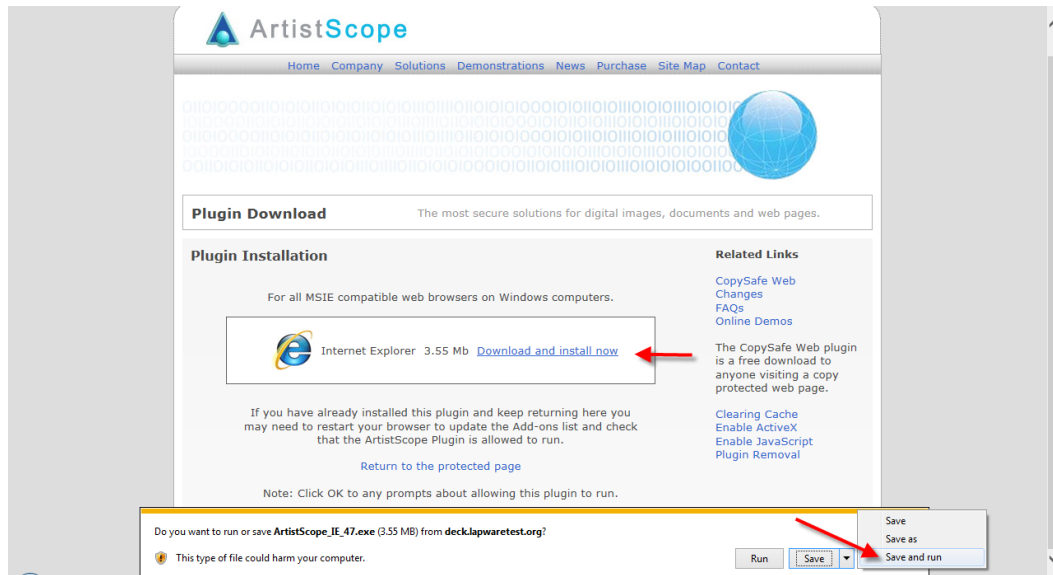 ArtistScope
Home Company Solutions Demonstrations News Purchase Site Map Contact
Plugin Download
The most secure solutions for digital images, documents and web pages.
Plugin Installation
For all MSIE compatible web browsers on Windows computers.
Internet Explorer 3.55 Mb Download and install now
If you have already installed this plugin and keep returning here you
may need to restart your browser to update the Add-ons list and check
that the ArtistScope Plugin is allowed to run.
Return to the protected page
Note: Click OK to any prompts about allowing this plugin to run.
Related Links
CopySafe Web
Changes
FAQs
Online Demos
The CopySafe Web plugin
is a free download to
anyone visiting a copy
protected web page.
Clearing Cache
Enable ActiveX
Enable JavaScript
Plugin Removal
Do you want to run or save ArtistScope_IE_47.exe (3.55 MB) from deck.lapwaretest.org?
This type of file could harm your computer.
Run
Save
Save
Save as
Save and run